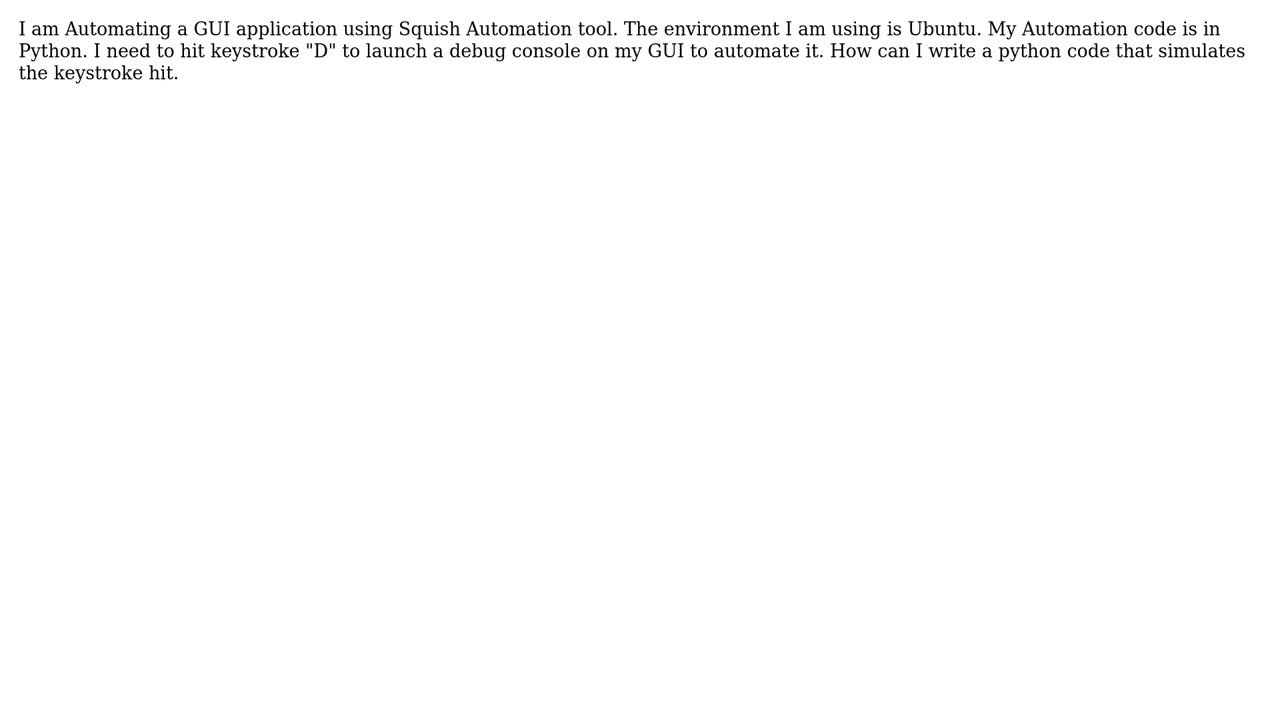 I am Automating a GUI application using Squish Automation tool. The environment I am using is Ubuntu. My Automation code is in
Python. I need to hit keystroke "D" to launch a debug console on my GUI to automate it. How can I write a python code that simulates
the keystroke hit.